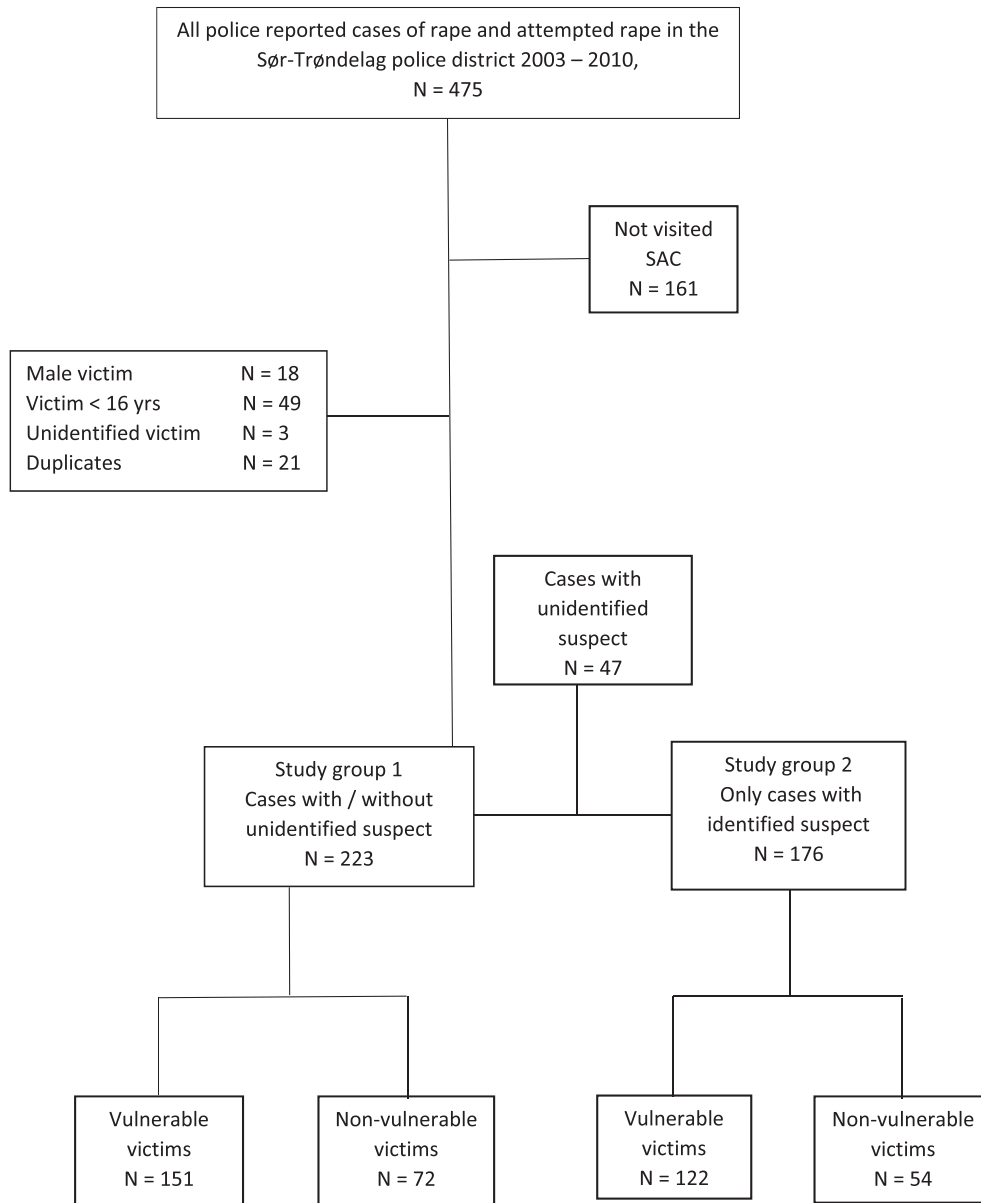 All police reported cases of rape and attempted rape in the
Sør-Trøndelag police district 2003 – 2010,
N = 475
Not visited
SAC
N = 161
Male victim N = 18
Victim < 16 yrs N = 49
Unidentified victim N = 3
Duplicates N = 21
Cases with
unidentified
suspect
N = 47
Study group 1
Cases with / without
unidentified suspect
N = 223
Study group 2
Only cases with
identified suspect
N = 176
Vulnerable
victims
N = 151
Non-vulnerable
victims
N = 72
Vulnerable
victims
N = 122
Non-vulnerable
victims
N = 54